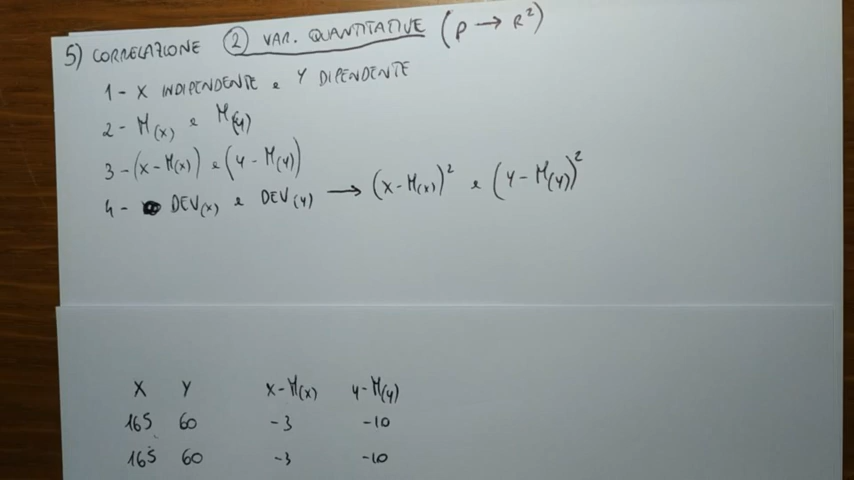 5) CORRELAZIONE 2 VAR. QUANTITATIVE (ρ → R²)
1 - X INDIPENDENTE e Y DIPENDENTE
2 - M(x) e M(y)
3 - (x - M(x)) e (y - M(y))
4 - DEV(x) e DEV(y) → (x - M(x))² e (y - M(y))²
X Y x - M(x) y - M(y)
165 60 -3 -10
165 60 -3 -10